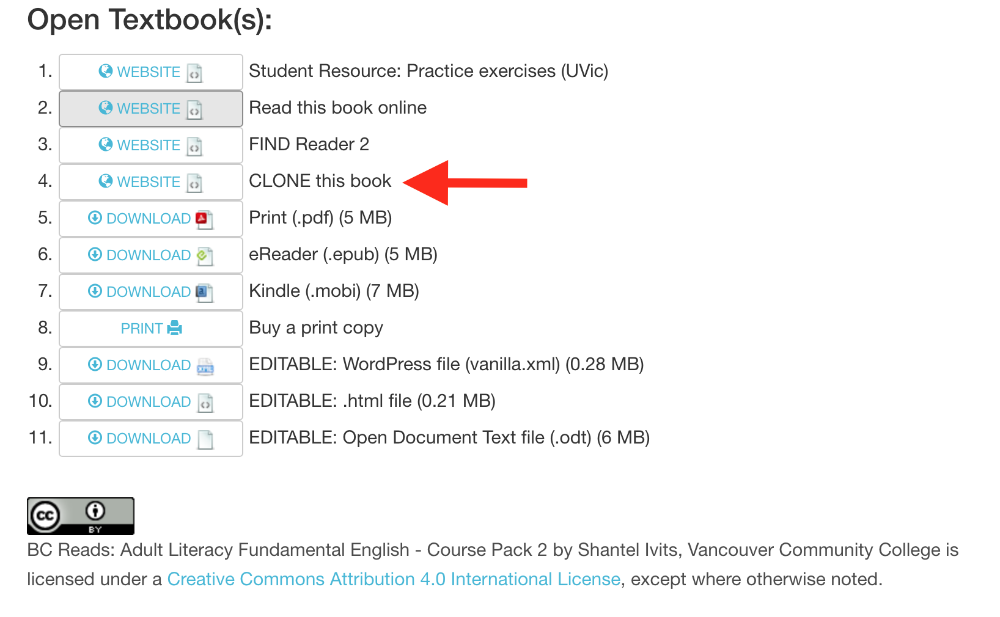 Open Textbook(s):
1. WEBSITE Student Resource: Practice exercises (UVic)
2. WEBSITE Read this book online
3. WEBSITE FIND Reader 2
4. WEBSITE CLONE this book
5. DOWNLOAD Print (.pdf) (5 MB)
6. DOWNLOAD eReader (.epub) (5 MB)
7. DOWNLOAD Kindle (.mobi) (7 MB)
8. PRINT Buy a print copy
9. DOWNLOAD EDITABLE: WordPress file (vanilla.xml) (0.28 MB)
10. DOWNLOAD EDITABLE: .html file (0.21 MB)
11. DOWNLOAD EDITABLE: Open Document Text file (.odt) (6 MB)
cc BY
BC Reads: Adult Literacy Fundamental English - Course Pack 2 by Shantel Ivits, Vancouver Community College is
licensed under a Creative Commons Attribution 4.0 International License, except where otherwise noted.